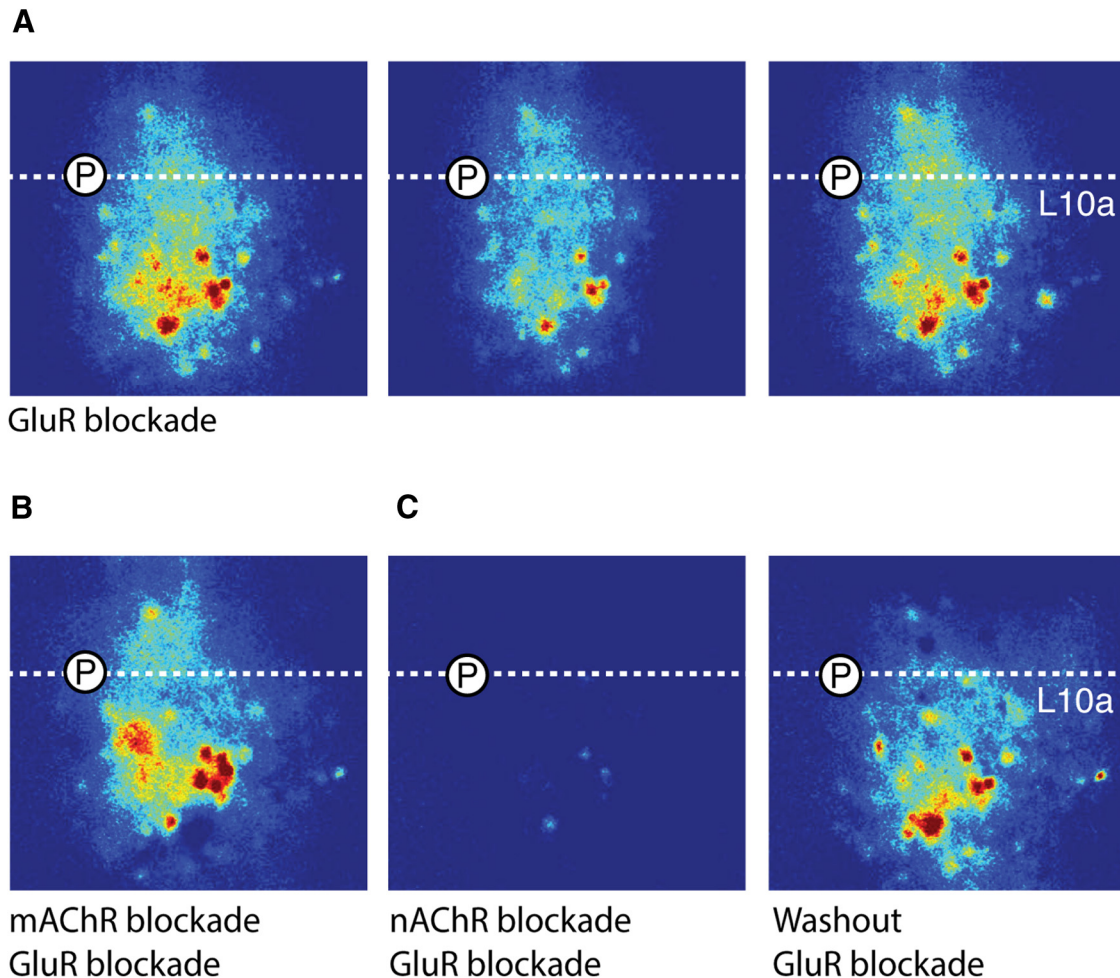 A
P
P
P
L10a
GluR blockade
B
C
P
P
P
L10a
mAChR blockade
GluR blockade
nAChR blockade
GluR blockade
Washout
GluR blockade